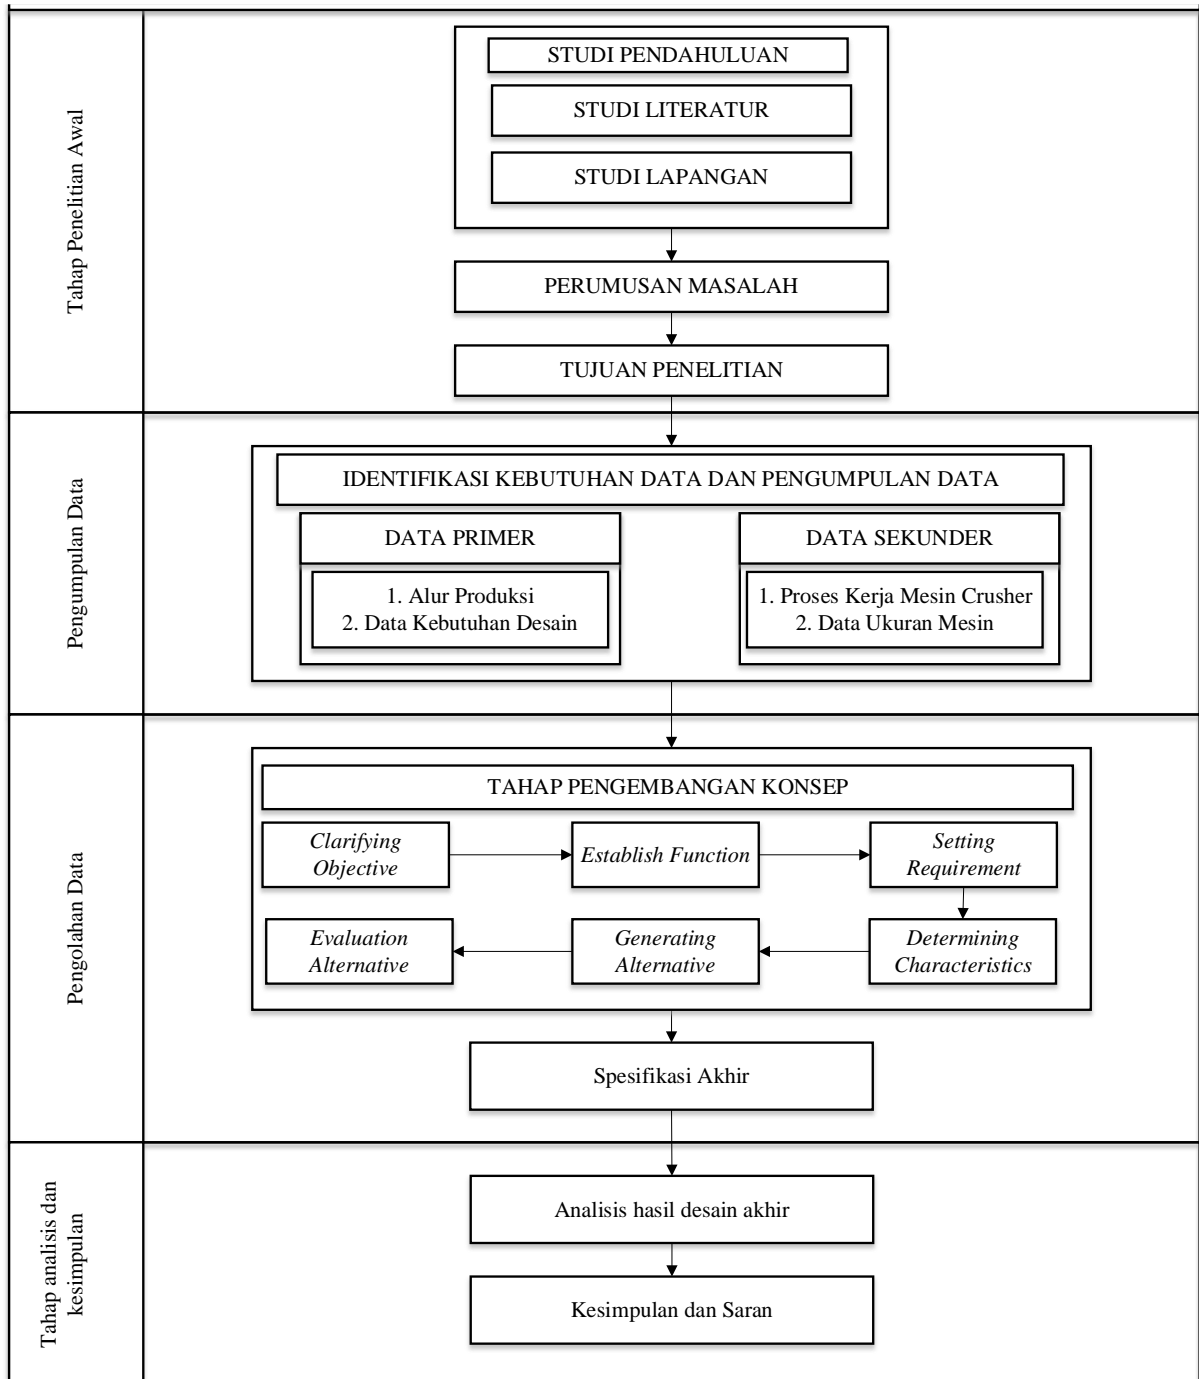 Tahap Penelitian Awal
STUDI PENDAHULUAN
STUDI LITERATUR
STUDI LAPANGAN
PERUMUSAN MASALAH
TUJUAN PENELITIAN
Pengumpulan Data
IDENTIFIKASI KEBUTUHAN DATA DAN PENGUMPULAN DATA
DATA PRIMER
1. Alur Produksi
2. Data Kebutuhan Desain
DATA SEKUNDER
1. Proses Kerja Mesin Crusher
2. Data Ukuran Mesin
Pengolahan Data
TAHAP PENGEMBANGAN KONSEP
Clarifying
Objective
Establish Function
Setting
Requirement
Determining
Characteristics
Generating
Alternative
Evaluation
Alternative
Spesifikasi Akhir
Tahap analisis dan
kesimpulan
Analisis hasil desain akhir
Kesimpulan dan Saran